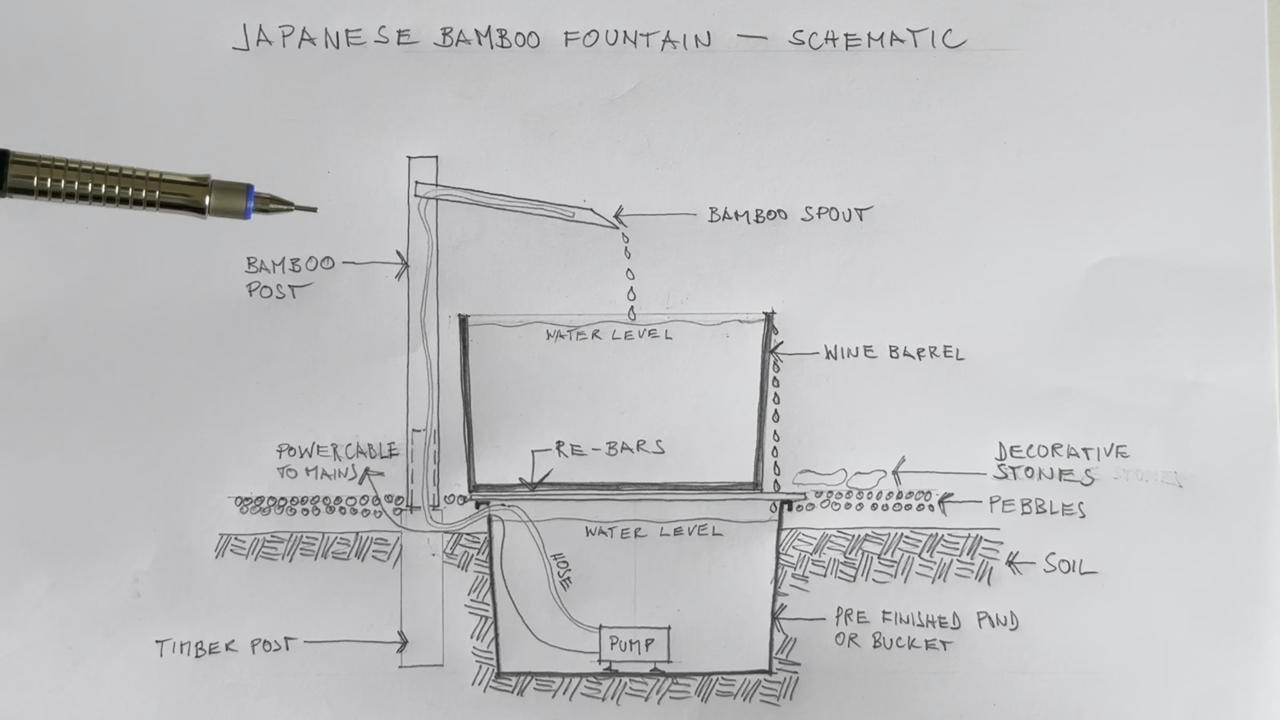 JAPANESE BAMBOO FOUNTAIN — SCHEMATIC
BAMBOO SPOUT
BAMBOO
POST
WATER LEVEL
WINE BARREL
POWERCABLE
TO MAINS
RE-BARS
DECORATIVE
STONES
PEBBLES
WATER LEVEL
HOSE
SOIL
PUMP
PRE FINISHED POND
OR BUCKET
TIMBER POST